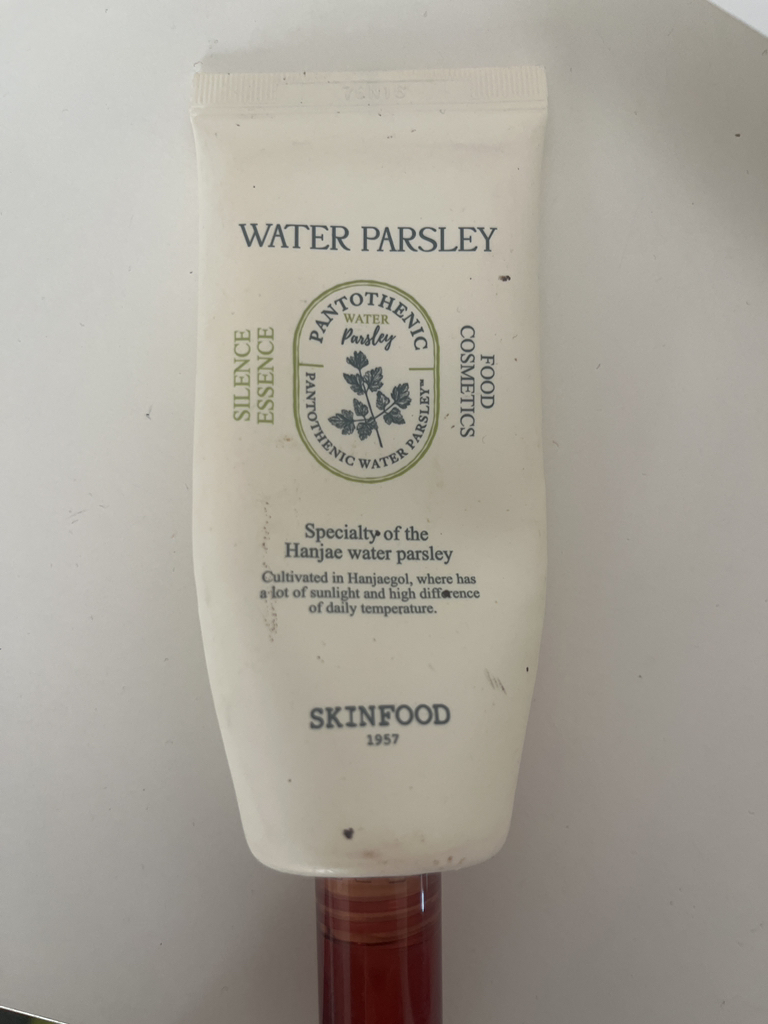 WATER PARSLEY
PANTOTHENIC
WATER
Parsley
PANTOTHENIC WATER PARSLEY™
SILENCE
ESSENCE
FOOD
COSMETICS
Specialty of the
Hanjae water parsley
Cultivated in Hanjaegol, where has
a lot of sunlight and high difference
of daily temperature.
SKINFOOD
1957